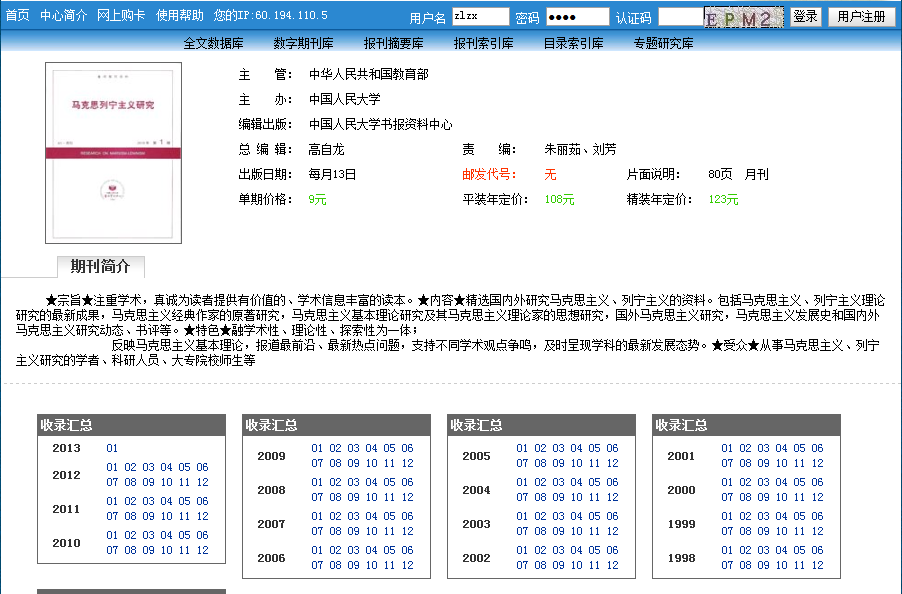 首页 中心简介 网上购卡 使用帮助 您的IP:60.194.110.5 用户名 zlzx 密码 ●●●● 认证码 EPM2 登录 用户注册
全文数据库 数字期刊库 报刊摘要库 报刊索引库 目录索引库 专题研究库
马克思列宁主义研究
主 管： 中华人民共和国教育部
主 办： 中国人民大学
编辑出版： 中国人民大学书报资料中心
总 编 辑： 高自龙 责 编： 朱丽茹、刘芳
出版日期： 每月13日 邮发代号： 无 片面说明： 80页 月刊
单期价格： 9元 平装年定价： 108元 精装年定价： 123元
期刊简介
★宗旨★注重学术，真诚为读者提供有价值的、学术信息丰富的读本。★内容★精选国内外研究马克思主义、列宁主义的资料。包括马克思主义、列宁主义理论
研究的最新成果，马克思主义经典作家的原著研究，马克思主义基本理论研究及其马克思主义理论家的思想研究，国外马克思主义研究，马克思主义发展史和国内外
马克思主义研究动态、书评等。★特色★融学术性、理论性、探索性为一体；
反映马克思主义基本理论，报道最前沿、最新热点问题，支持不同学术观点争鸣，及时呈现学科的最新发展态势。★受众★从事马克思主义、列宁
主义研究的学者、科研人员、大专院校师生等
收录汇总
2013 01
2012 01 02 03 04 05 06
07 08 09 10 11 12
2011 01 02 03 04 05 06
07 08 09 10 11 12
2010 01 02 03 04 05 06
07 08 09 10 11 12
收录汇总
2009 01 02 03 04 05 06
07 08 09 10 11 12
2008 01 02 03 04 05 06
07 08 09 10 11 12
2007 01 02 03 04 05 06
07 08 09 10 11 12
2006 01 02 03 04 05 06
07 08 09 10 11 12
收录汇总
2005 01 02 03 04 05 06
07 08 09 10 11 12
2004 01 02 03 04 05 06
07 08 09 10 11 12
2003 01 02 03 04 05 06
07 08 09 10 11 12
2002 01 02 03 04 05 06
07 08 09 10 11 12
收录汇总
2001 01 02 03 04 05 06
07 08 09 10 11 12
2000 01 02 03 04 05 06
07 08 09 10 11 12
1999 01 02 03 04 05 06
07 08 09 10 11 12
1998 01 02 03 04 05 06
07 08 09 10 11 12